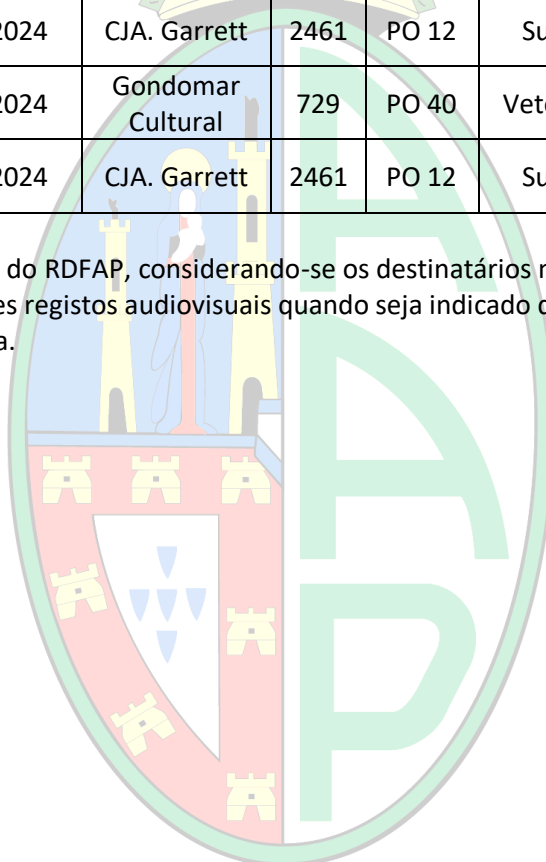 2024 CJA. Garrett 2461 PO 12 Su
2024 Gondomar Cultural 729 PO 40 Vete
2024 CJA. Garrett 2461 PO 12 Su
do RDFAP, considerando-se os destinatários
es registos audiovisuais quando seja indicado
a.
A
A
P